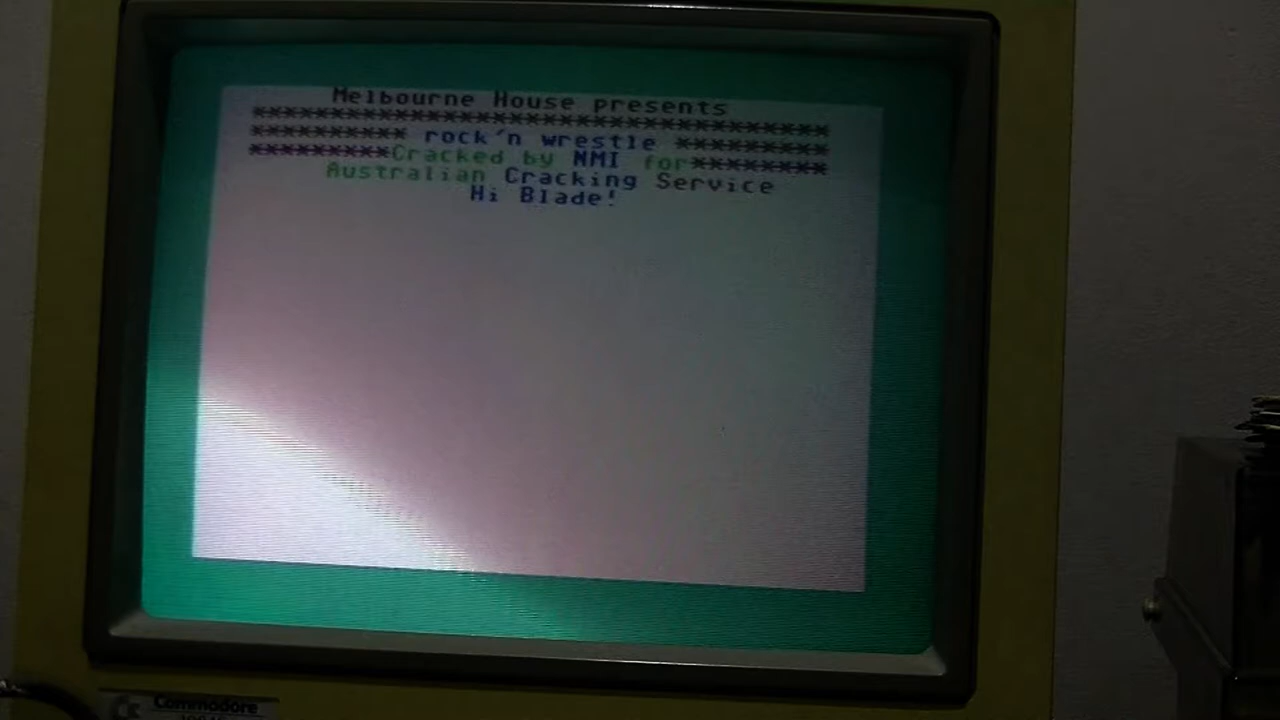 Melbourne House presents
*************************************
********** rock'n wrestle **********
*********Cracked by NMI for*********
Australian Cracking Service
Hi Blade!
Commodore